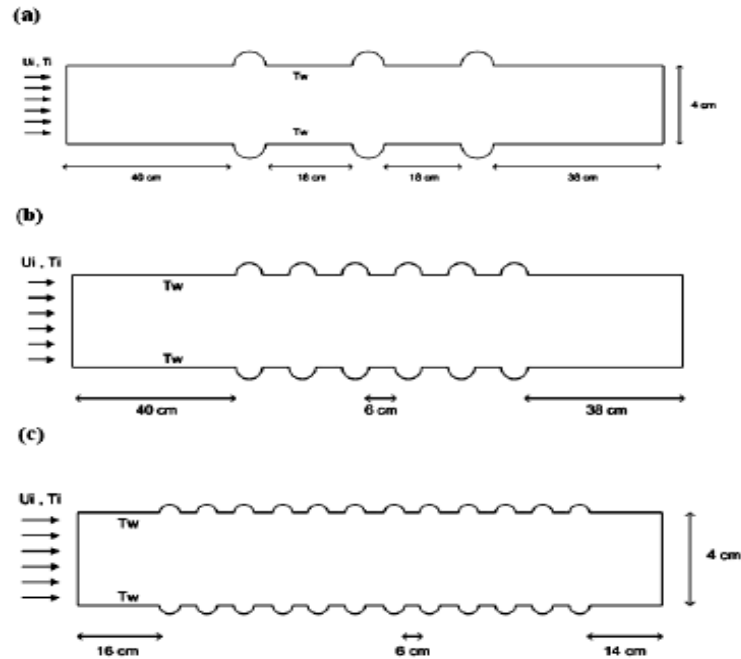 (a)
Ui , Ti
Tw
4 cm
Tw
40 cm
18 cm
18 cm
38 cm
(b)
Ui , Ti
Tw
Tw
40 cm
6 cm
38 cm
(c)
Ui , Ti
Tw
4 cm
Tw
16 cm
6 cm
14 cm